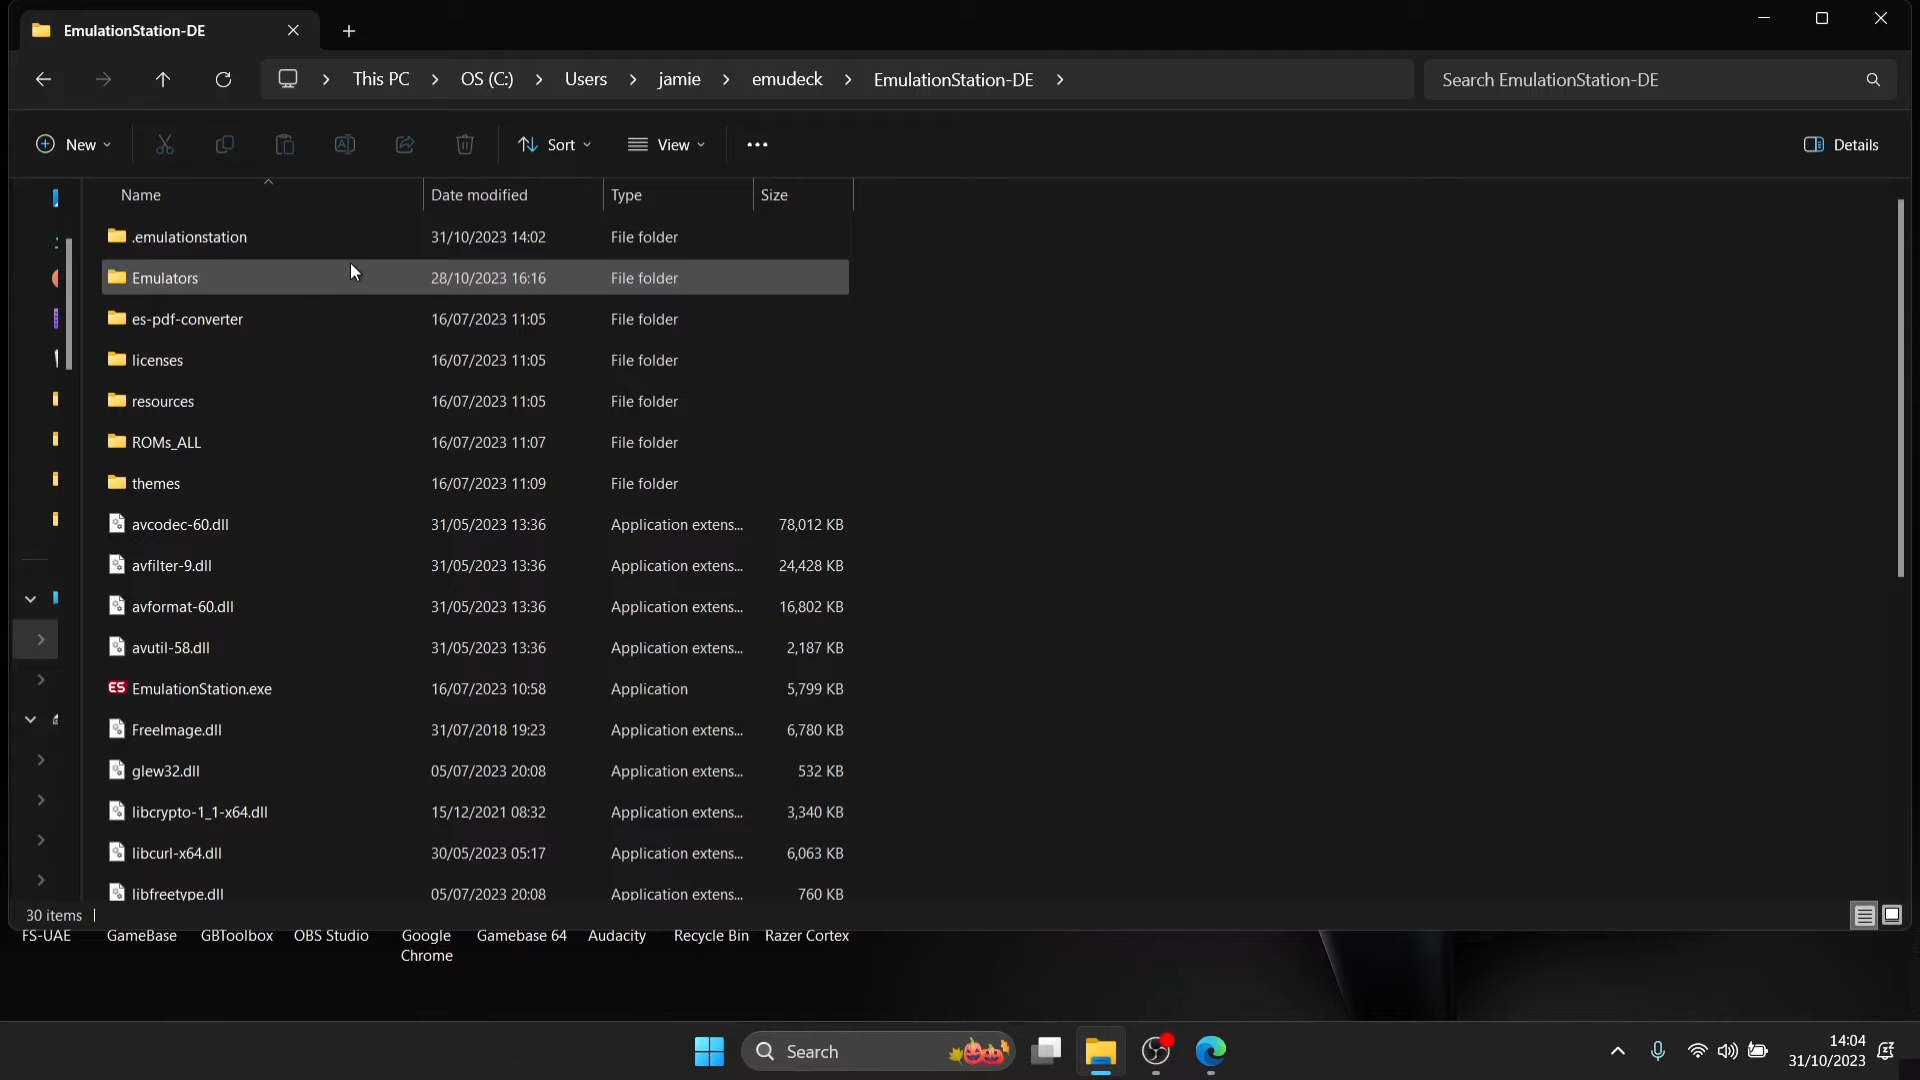 EmulationStation-DE
This PC > OS (C:) > Users > jamie > emudeck > EmulationStation-DE >
Search EmulationStation-DE
New
Sort
View
Details
Name Date modified Type Size
.emulationstation 31/10/2023 14:02 File folder
Emulators 28/10/2023 16:16 File folder
es-pdf-converter 16/07/2023 11:05 File folder
licenses 16/07/2023 11:05 File folder
resources 16/07/2023 11:05 File folder
ROMs_ALL 16/07/2023 11:07 File folder
themes 16/07/2023 11:09 File folder
avcodec-60.dll 31/05/2023 13:36 Application extens... 78,012 KB
avfilter-9.dll 31/05/2023 13:36 Application extens... 24,428 KB
avformat-60.dll 31/05/2023 13:36 Application extens... 16,802 KB
avutil-58.dll 31/05/2023 13:36 Application extens... 2,187 KB
ES EmulationStation.exe 16/07/2023 10:58 Application 5,799 KB
FreeImage.dll 31/07/2018 19:23 Application extens... 6,780 KB
glew32.dll 05/07/2023 20:08 Application extens... 532 KB
libcrypto-1_1-x64.dll 15/12/2021 08:32 Application extens... 3,340 KB
libcurl-x64.dll 30/05/2023 05:17 Application extens... 6,063 KB
libfreetype.dll 05/07/2023 20:08 Application extens... 760 KB
30 items
FS-UAE GameBase GBToolbox OBS Studio Google Gamebase 64 Audacity Recycle Bin Razer Cortex
Chrome
Search
14:04
31/10/2023